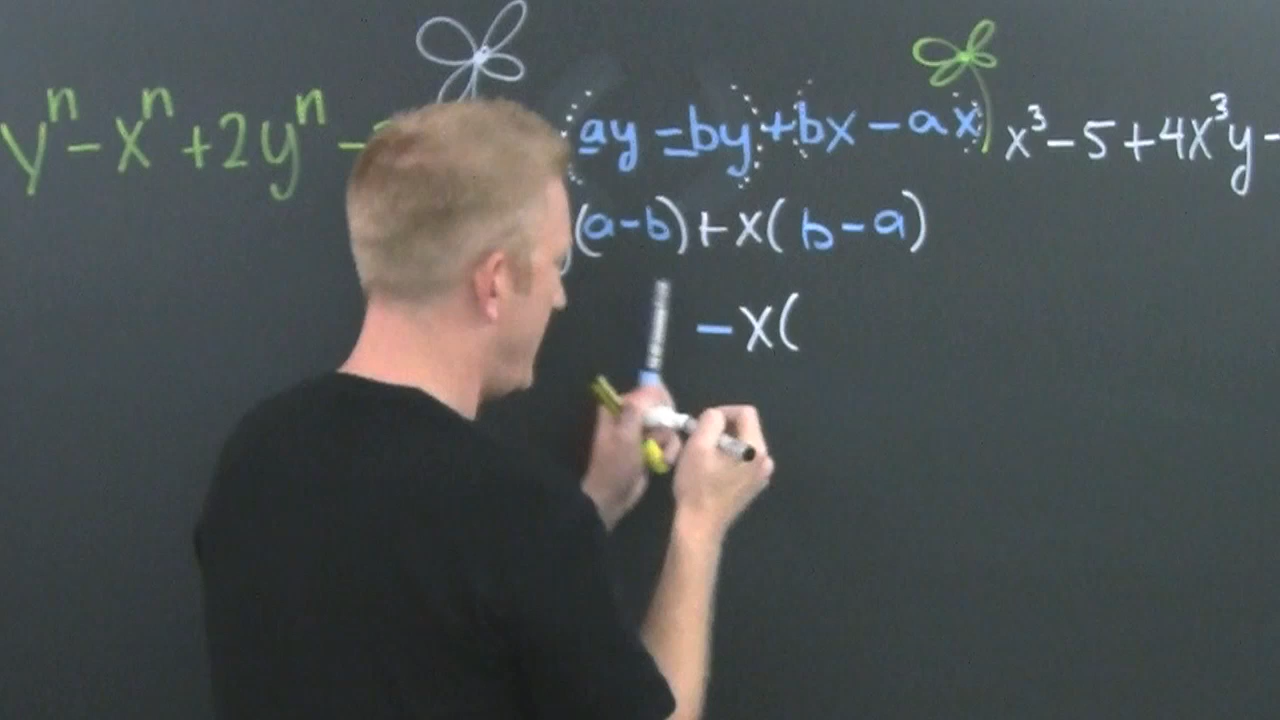 yⁿ - xⁿ + 2yⁿ -
ay - by + bx - ax
x³ - 5 + 4x³y -
(a-b) + x(b-a)
- x(